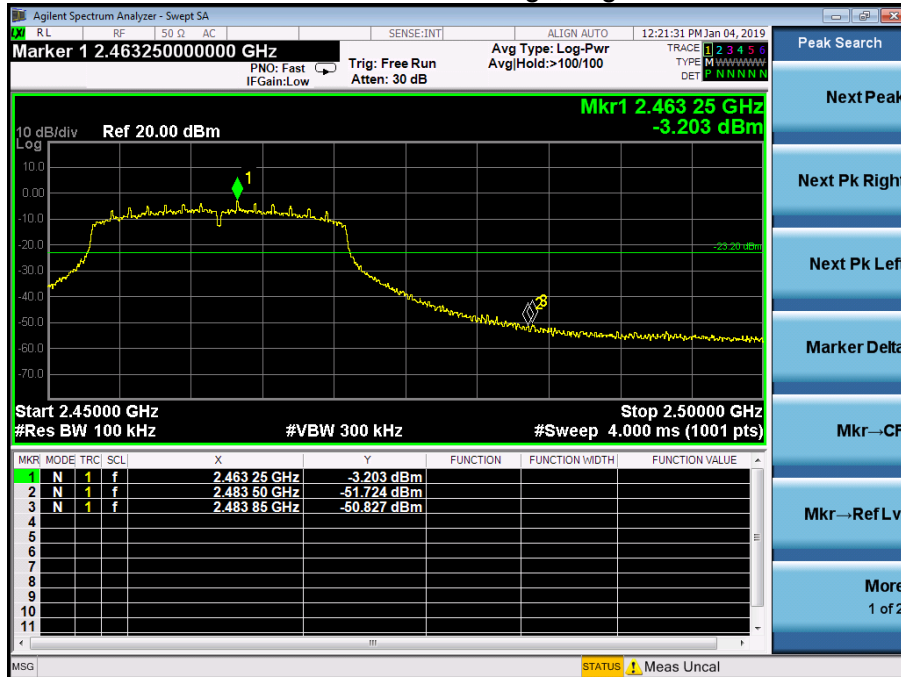 Agilent Spectrum Analyzer - Swept SA
LXI RL RF 50 Ω AC SENSE:INT ALIGN AUTO 12:21:31 PM Jan 04, 2019
Marker 1 2.463250000000 GHz
PNO: Fast
IFGain:Low
Trig: Free Run
Atten: 30 dB
Avg Type: Log-Pwr
Avg|Hold:>100/100
TRACE 1 2 3 4 5 6
TYPE M WWWWW
DET P N N N N N
Mkr1 2.463 25 GHz
-3.203 dBm
10 dB/div Ref 20.00 dBm
Log
10.0
0.00
-10.0
-20.0
-30.0
-40.0
-50.0
-60.0
-70.0
1
-23.20 dBm
3
Start 2.45000 GHz Stop 2.50000 GHz
#Res BW 100 kHz #VBW 300 kHz #Sweep 4.000 ms (1001 pts)
MKR MODE TRC SCL X Y FUNCTION FUNCTION WIDTH FUNCTION VALUE
1 N 1 f 2.463 25 GHz -3.203 dBm
2 N 1 f 2.483 50 GHz -51.724 dBm
3 N 1 f 2.483 85 GHz -50.827 dBm
4
5
6
7
8
9
10
11
MSG STATUS Meas Uncal
Peak Search
Next Peak
Next Pk Right
Next Pk Left
Marker Delta
Mkr→CF
Mkr→Ref Lv
More
1 of 2